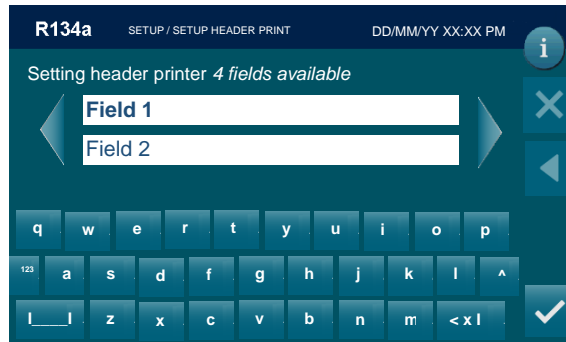 R134a SETUP / SETUP HEADER PRINT DD/MM/YY XX:XX PM
i
Setting header printer 4 fields available
Field 1
Field 2
q w e r t y u i o p
123 a s d f g h j k l ^
l___l z x c v b n m < x l